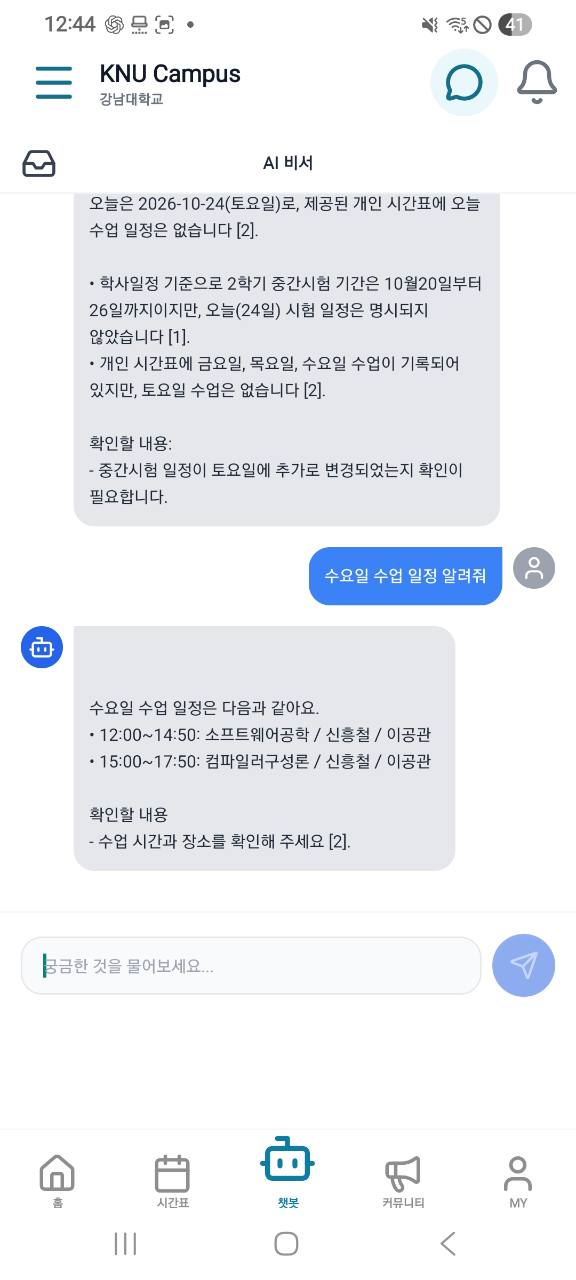 12:44
41
KNU Campus
강남대학교
AI 비서
오늘은 2026-10-24(토요일)로, 제공된 개인 시간표에 오늘
수업 일정은 없습니다 [2].
• 학사일정 기준으로 2학기 중간시험 기간은 10월20일부터
26일까지이지만, 오늘(24일) 시험 일정은 명시되지
않았습니다 [1].
• 개인 시간표에 금요일, 목요일, 수요일 수업이 기록되어
있지만, 토요일 수업은 없습니다 [2].
확인할 내용:
- 중간시험 일정이 토요일에 추가로 변경되었는지 확인이
필요합니다.
수요일 수업 일정 알려줘
수요일 수업 일정은 다음과 같아요.
• 12:00~14:50: 소프트웨어공학 / 신흥철 / 이공관
• 15:00~17:50: 컴파일러구성론 / 신흥철 / 이공관
확인할 내용
- 수업 시간과 장소를 확인해 주세요 [2].
궁금한 것을 물어보세요...
홈 시간표 챗봇 커뮤니티 MY